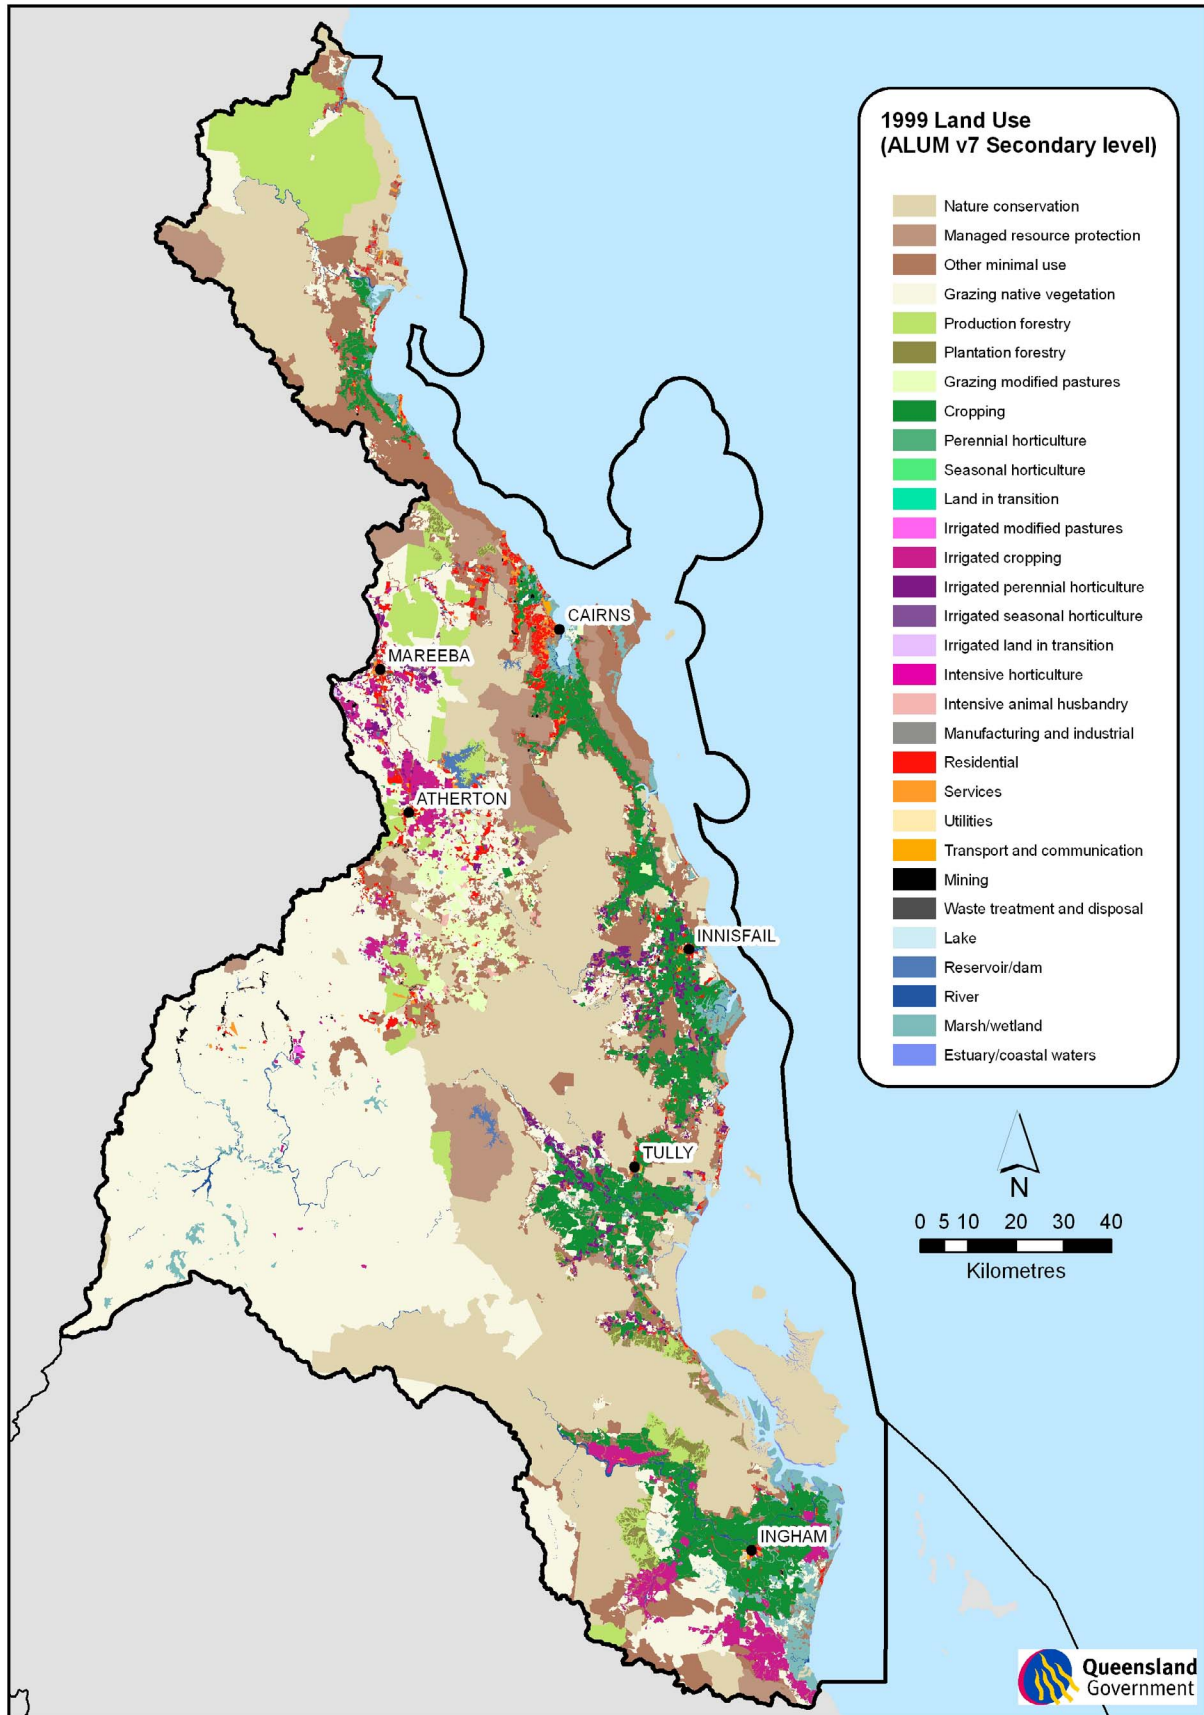 1999 Land Use
(ALUM v7 Secondary level)
Nature conservation
Managed resource protection
Other minimal use
Grazing native vegetation
Production forestry
Plantation forestry
Grazing modified pastures
Cropping
Perennial horticulture
Seasonal horticulture
Land in transition
Irrigated modified pastures
Irrigated cropping
Irrigated perennial horticulture
Irrigated seasonal horticulture
Irrigated land in transition
Intensive horticulture
Intensive animal husbandry
Manufacturing and industrial
Residential
Services
Utilities
Transport and communication
Mining
Waste treatment and disposal
Lake
Reservoir/dam
River
Marsh/wetland
Estuary/coastal waters
CAIRNS
MAREEBA
ATHERTON
INNISFAIL
TULLY
INGHAM
N
0 5 10 20 30 40
Kilometres
Queensland
Government